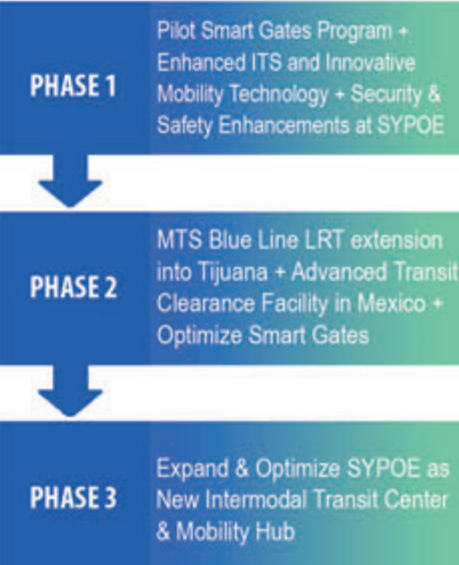 PHASE 1
Pilot Smart Gates Program +
Enhanced ITS and Innovative
Mobility Technology + Security &
Safety Enhancements at SYPOE
PHASE 2
MTS Blue Line LRT extension
into Tijuana + Advanced Transit
Clearance Facility in Mexico +
Optimize Smart Gates
PHASE 3
Expand & Optimize SYPOE as
New Intermodal Transit Center
& Mobility Hub